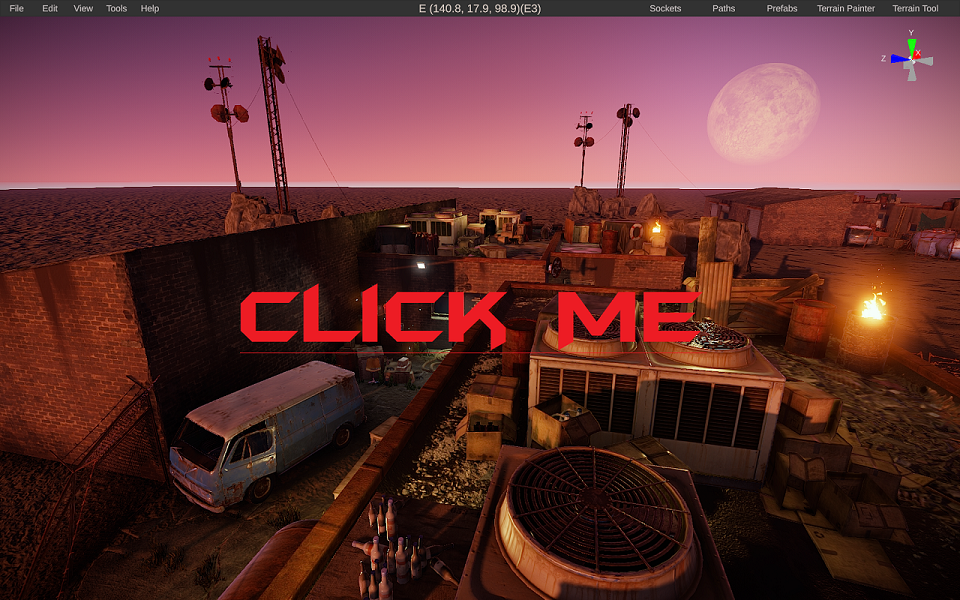 File Edit View Tools Help E (140.8, 17.9, 98.9)(E3) Sockets Paths Prefabs Terrain Painter Terrain Tool
Y
Z X
CLICK ME